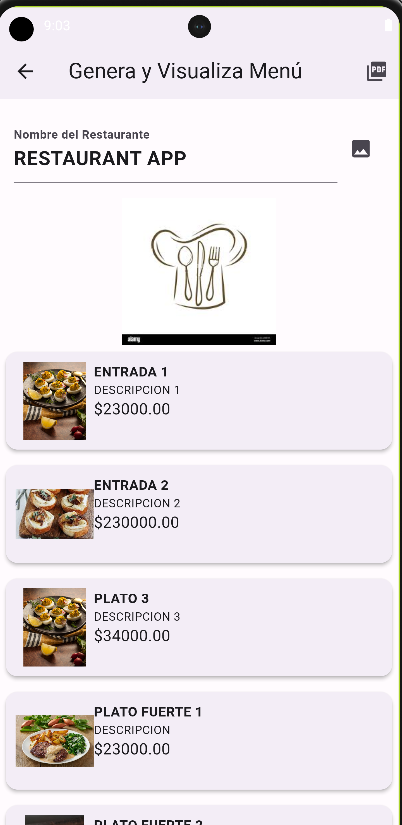 9:03
Genera y Visualiza Menú
PDF
Nombre del Restaurante
RESTAURANT APP
alamy
ENTRADA 1
DESCRIPCION 1
$23000.00
ENTRADA 2
DESCRIPCION 2
$230000.00
PLATO 3
DESCRIPCION 3
$34000.00
PLATO FUERTE 1
DESCRIPCION
$23000.00
PLATO FUERTE 2